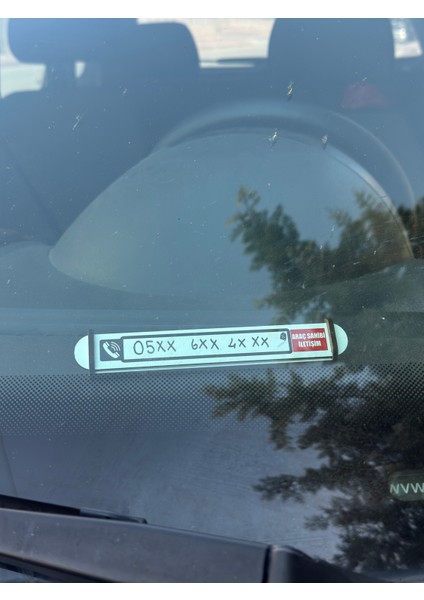 05XX 6XX 4X XX
ARAÇ SAHİBİ
İLETİŞİM